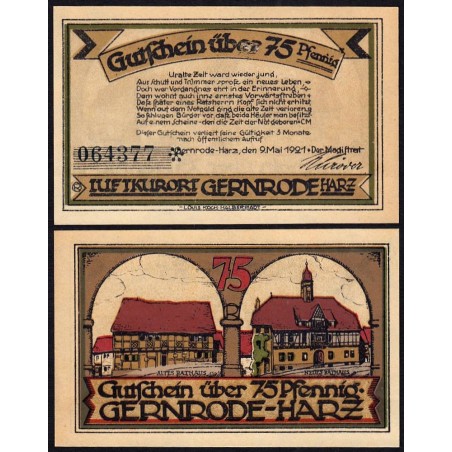 Gutschein über 75 Pfennig
Uralte Zeit ward wieder jung,
Aus Schutt und Trümmer spross ein neues Leben
Doch wer Vergangnes ehrt in der Erinnerung
Dem wohnt auch inne ernstes Vorwärtsstreben
Daß später eines Ratsherrn Kopf sich nicht erhitzt
Wenn auf dem Notgeld ging die alte Zeit verloren
So schlugen Bürger vor, daß beide Häuser man besitzt
Auf einem Scheine - den die Zeit der Not geboren CM
Dieser Gutschein verliert seine Gültigkeit 3 Monate
nach öffentlichem Aufruf
064377
Gernrode-Harz, den 9. Mai 1921 • Der Magistrat
LUFTKURORT GERNRODE HARZ
LOUIS KOCH HALBERSTADT
75
ALTES RATHAUS
NEUES RATHAUS
Gutschein über 75 Pfennig
GERNRODE-HARZ